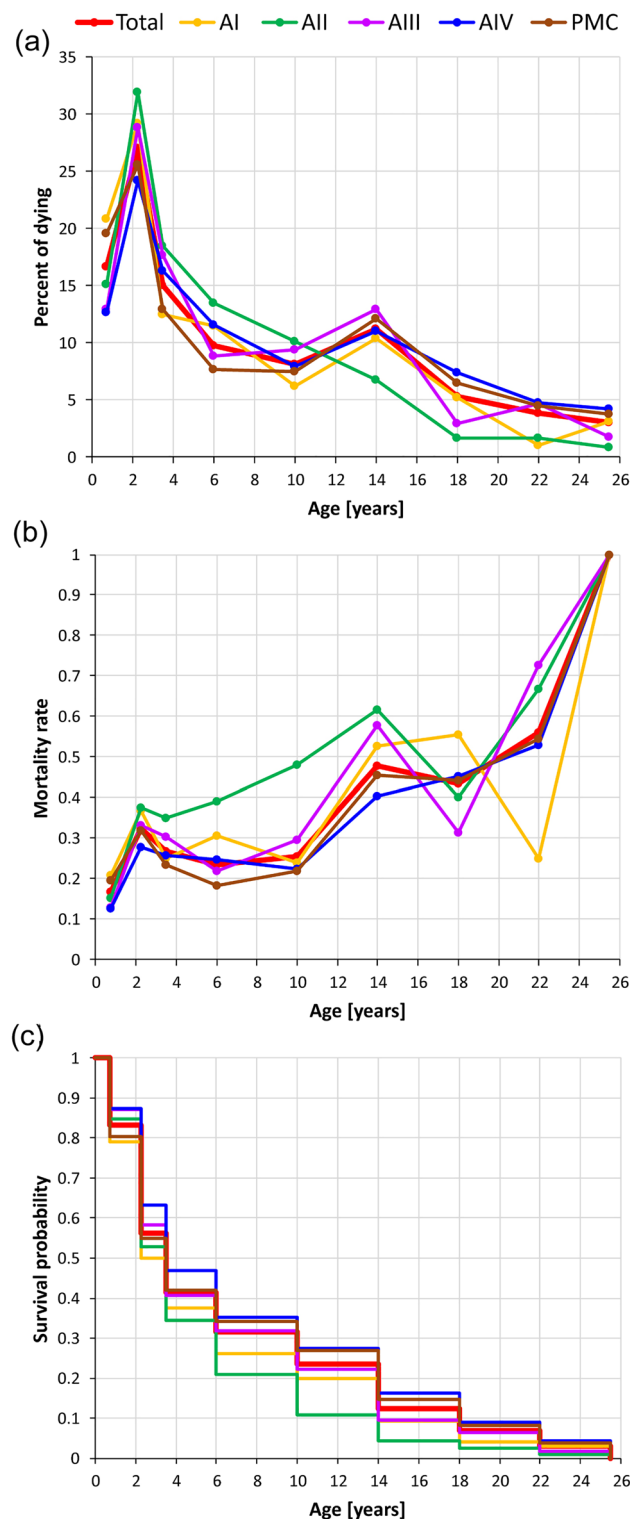 Total AI AII AIII AIV PMC
(a)
35
30
25
20
15
10
5
0
Percent of dying
0 2 4 6 8 10 12 14 16 18 20 22 24 26
Age [years]
(b)
1
0.9
0.8
0.7
0.6
0.5
0.4
0.3
0.2
0.1
0
Mortality rate
0 2 4 6 8 10 12 14 16 18 20 22 24 26
Age [years]
(c)
1
0.9
0.8
0.7
0.6
0.5
0.4
0.3
0.2
0.1
0
Survival probability
0 2 4 6 8 10 12 14 16 18 20 22 24 26
Age [years]